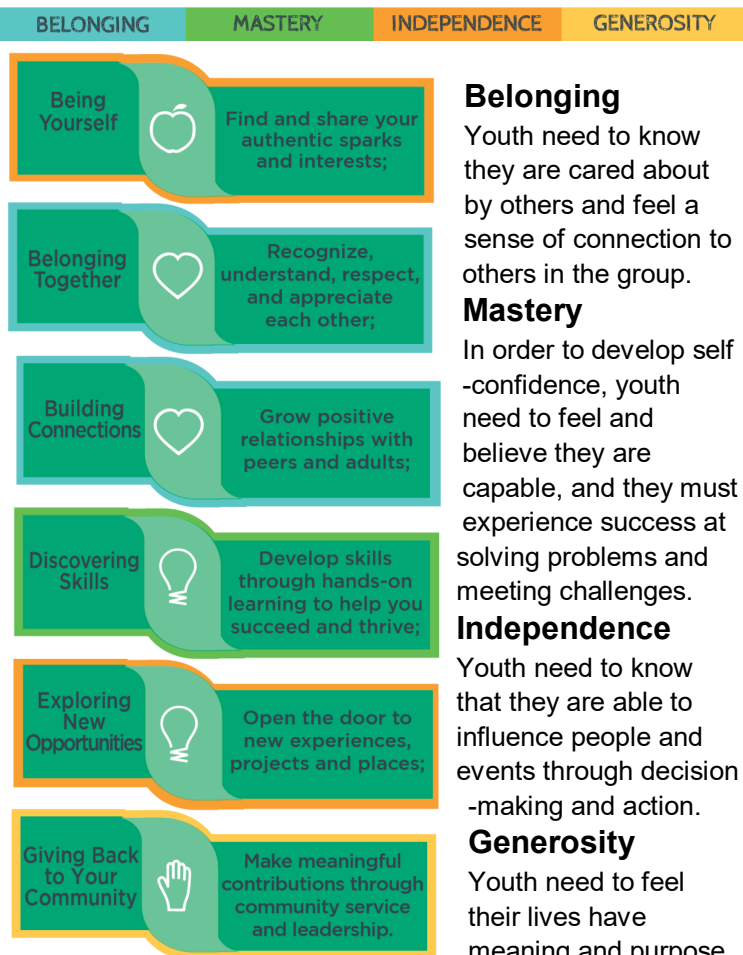 BELONGING MASTERY INDEPENDENCE GENEROSITY
Being
Yourself
Find and share your
authentic sparks
and interests;
Belonging
Together
Recognize,
understand, respect,
and appreciate
each other;
Building
Connections
Grow positive
relationships with
peers and adults;
Discovering
Skills
Develop skills
through hands-on
learning to help you
succeed and thrive;
Exploring
New
Opportunities
Open the door to
new experiences,
projects and places;
Giving Back
to Your
Community
Make meaningful
contributions through
community service
and leadership.
Belonging
Youth need to know
they are cared about
by others and feel a
sense of connection to
others in the group.
Mastery
In order to develop self
-confidence, youth
need to feel and
believe they are
capable, and they must
experience success at
solving problems and
meeting challenges.
Independence
Youth need to know
that they are able to
influence people and
events through decision
-making and action.
Generosity
Youth need to feel
their lives have
meaning and purpose